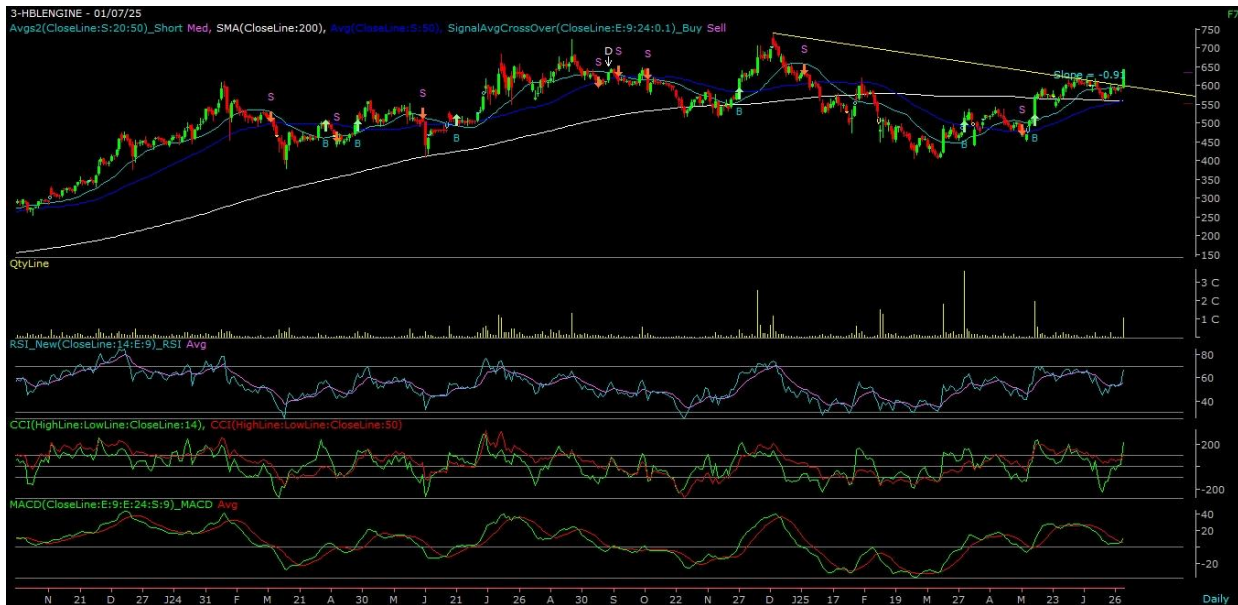 3-HBLENGINE - 01/07/25
F7
Avgs2(CloseLine:S:20:50)_Short Med, SMA(CloseLine:200), Avg(CloseLine:S:50), SignalAvgCrossOver(CloseLine:E:9:24:0.1)_Buy Sell
750
700
650
600
550
500
450
400
350
300
250
200
150
S
B
S
B
S
B
S
D
S
S
B
S
B
S
B
Slope = -0.91
QtyLine
3 C
2 C
1 C
RSI_New(CloseLine:14:E:9)_RSI Avg
80
60
40
CCI(HighLine:LowLine:CloseLine:14), CCI(HighLine:LowLine:CloseLine:50)
200
-200
MACD(CloseLine:E:9:E:24:S:9)_MACD Avg
40
20
-20
N 21 D 27 J24 31 F M 21 A 30 M J 21 J 26 A 30 S O 22 N 27 D J25 17 F 19 M 27 A M 23 J 26
Daily